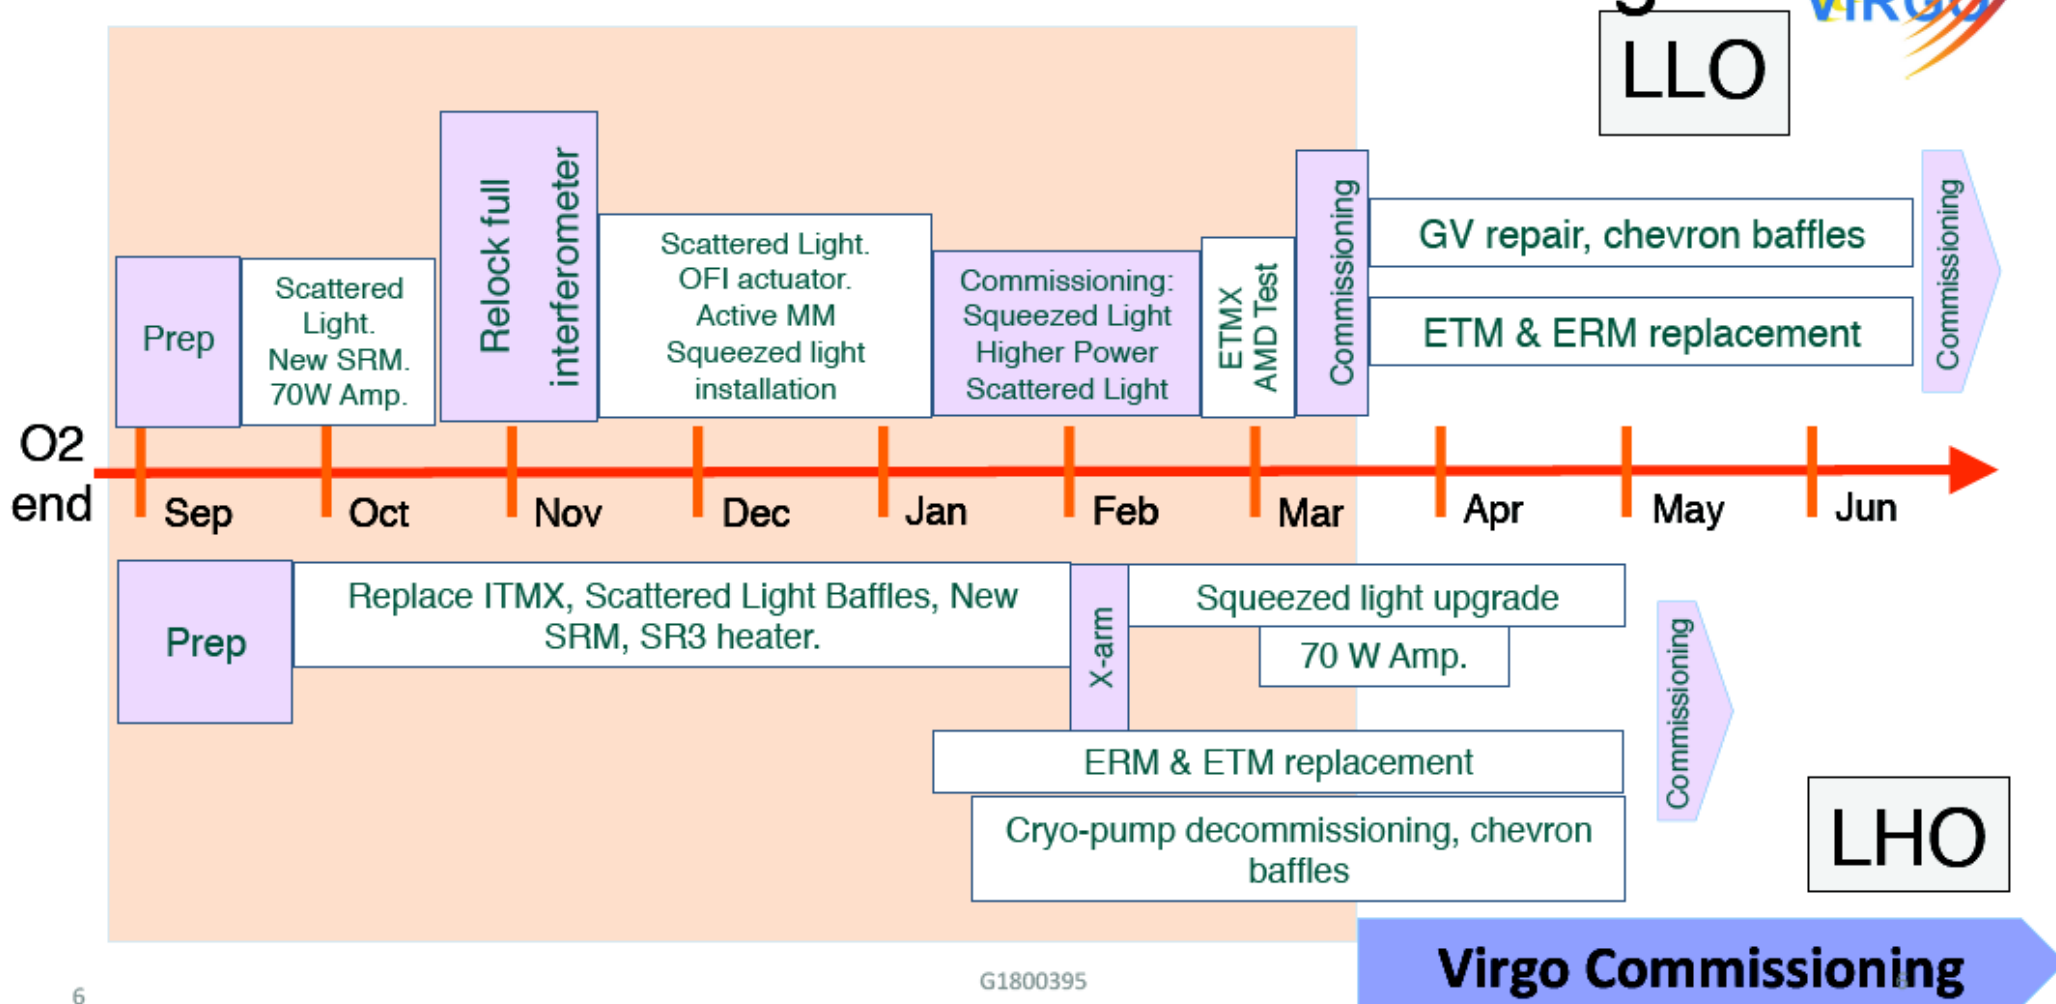 VIRGO
LLO
Relock full
interferometer
Commissioning
Commissioning
GV repair, chevron baffles
Scattered Light.
OFI actuator.
Active MM
Squeezed light
installation
Prep
Scattered
Light.
New SRM.
70W Amp.
Commissioning:
Squeezed Light
Higher Power
Scattered Light
ETMX
AMD Test
ETM & ERM replacement
O2
end
Sep
Oct
Nov
Dec
Jan
Feb
Mar
Apr
May
Jun
Prep
Replace ITMX, Scattered Light Baffles, New
SRM, SR3 heater.
X-arm
Squeezed light upgrade
70 W Amp.
Commissioning
ERM & ETM replacement
Cryo-pump decommissioning, chevron
baffles
LHO
Virgo Commissioning
G1800395
6